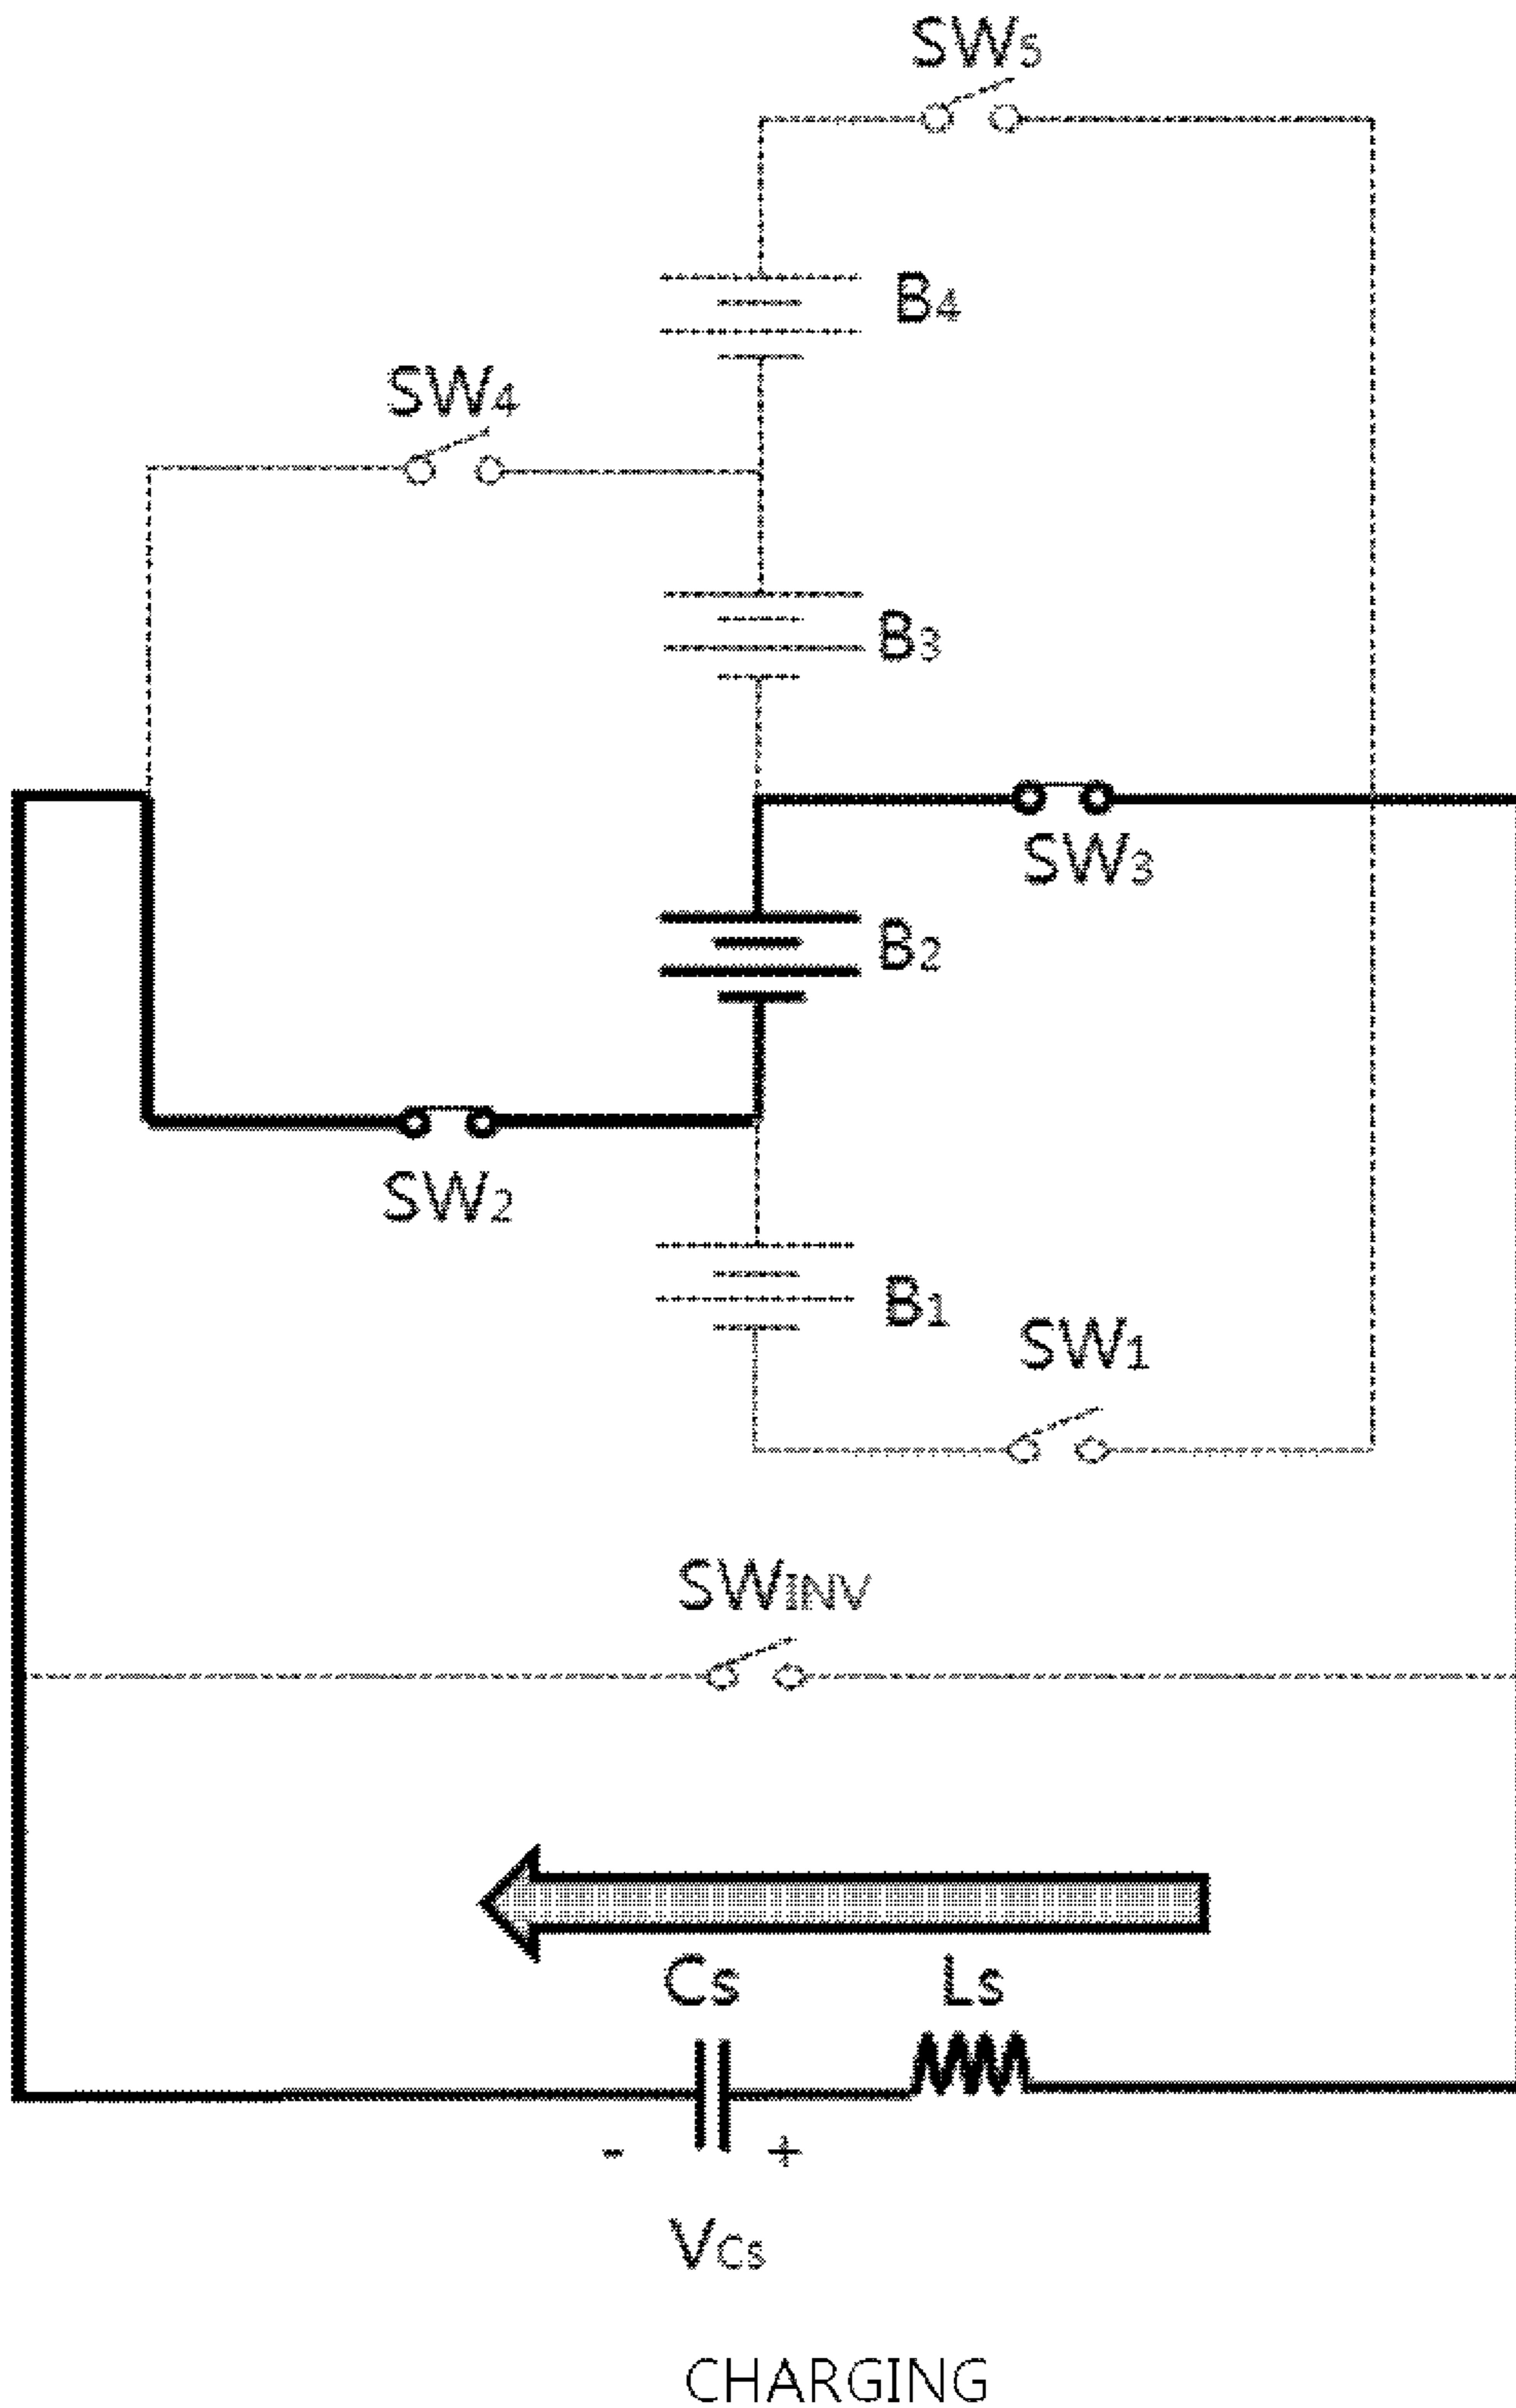 SW5
B4
SW4
B3
SW3
B2
SW2
B1
SW1
SWINV
Cs Ls
- +
VCs
CHARGING